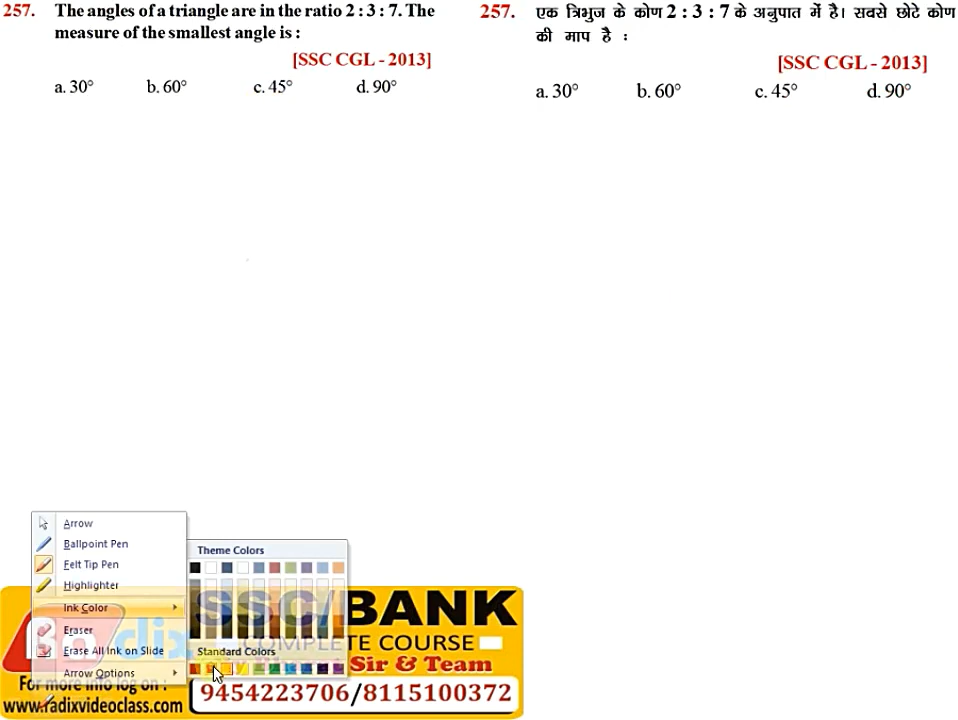 257. The angles of a triangle are in the ratio 2 : 3 : 7. The
measure of the smallest angle is :
[SSC CGL - 2013]
a. 30° b. 60° c. 45° d. 90°
257. एक त्रिभुज के कोण 2 : 3 : 7 के अनुपात में है। सबसे छोटे कोण
की माप है :
[SSC CGL - 2013]
a. 30° b. 60° c. 45° d. 90°
Arrow
Ballpoint Pen
Felt Tip Pen
Highlighter
Ink Color
Eraser
Erase All Ink on Slide
Arrow Options
Theme Colors
Standard Colors
SSC/BANK
COMPLETE COURSE
Sir & Team
For more info log on :
www.radixvideoclass.com
9454223706/8115100372